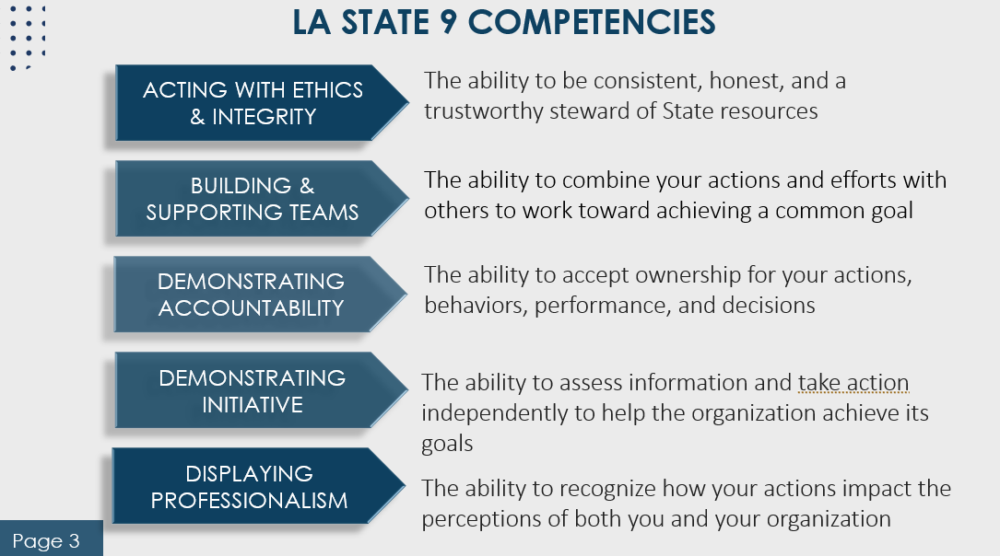 LA STATE 9 COMPETENCIES
ACTING WITH ETHICS
& INTEGRITY
The ability to be consistent, honest, and a
trustworthy steward of State resources
BUILDING &
SUPPORTING TEAMS
The ability to combine your actions and efforts with
others to work toward achieving a common goal
DEMONSTRATING
ACCOUNTABILITY
The ability to accept ownership for your actions,
behaviors, performance, and decisions
DEMONSTRATING
INITIATIVE
The ability to assess information and take action
independently to help the organization achieve its
goals
DISPLAYING
PROFESSIONALISM
The ability to recognize how your actions impact the
perceptions of both you and your organization
Page 3